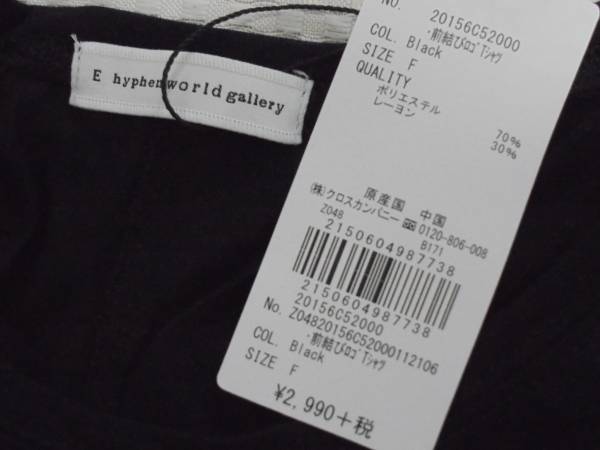 E hyphen world gallery
NO. 20156C52000
・前結びﾛｺﾞTｼｬﾂ
COL. Black
SIZE F
QUALITY
ポリエステル 70%
レーヨン 30%
原産国 中国
(株)クロスカンパニー ☎0120-806-008
Z048 B171
2150604987738
2150604987738
No. 20156C52000
Z04820156C52000112106
・前結びﾛｺﾞTｼｬﾂ
COL. Black
SIZE F
¥2,990+税